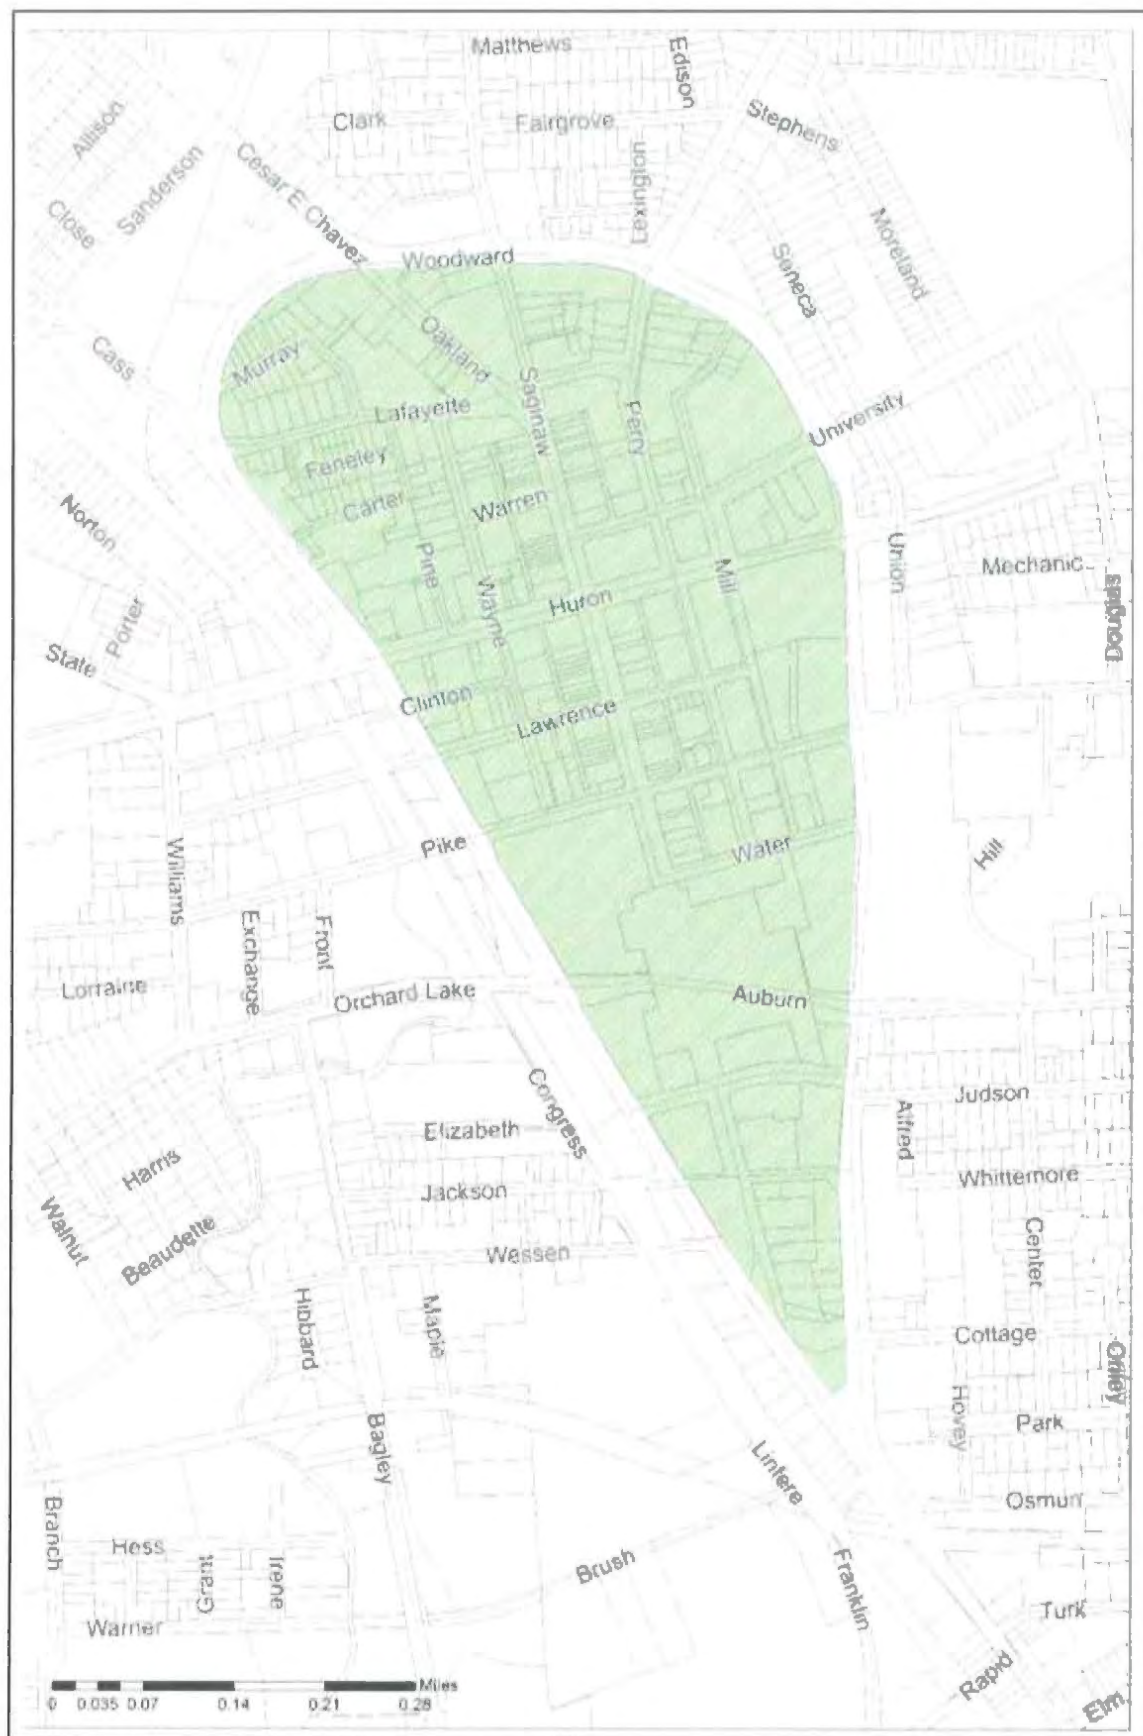 Matthews
Edison
Clark
Fairgrove
Stephens
Allison
Sanderson
Cesar E Chavez
Lexington
Close
Moreland
Woodward
Seneca
Cass
Murray
Oakland
Saginaw
Lafayette
Perry
University
Feneley
Carter
Warren
Norton
Pine
Union
Mechanic
Mill
Wayne
Huron
Douglas
Porter
State
Clinton
Lawrence
Pike
Water
Hill
Williams
Exchange
Front
Lorraine
Orchard Lake
Auburn
Congress
Judson
Alfred
Elizabeth
Harris
Whittemore
Jackson
Walnut
Beaudette
Center
Wessen
Hibbard
Maple
Cottage
Hovey
Bagley
Park
Linfere
Branch
Osmun
Hess
Grant
Irene
Brush
Franklin
Turk
Warner
Rapid
Elm
Miles
0 0.035 0.07 0.14 0.21 0.28